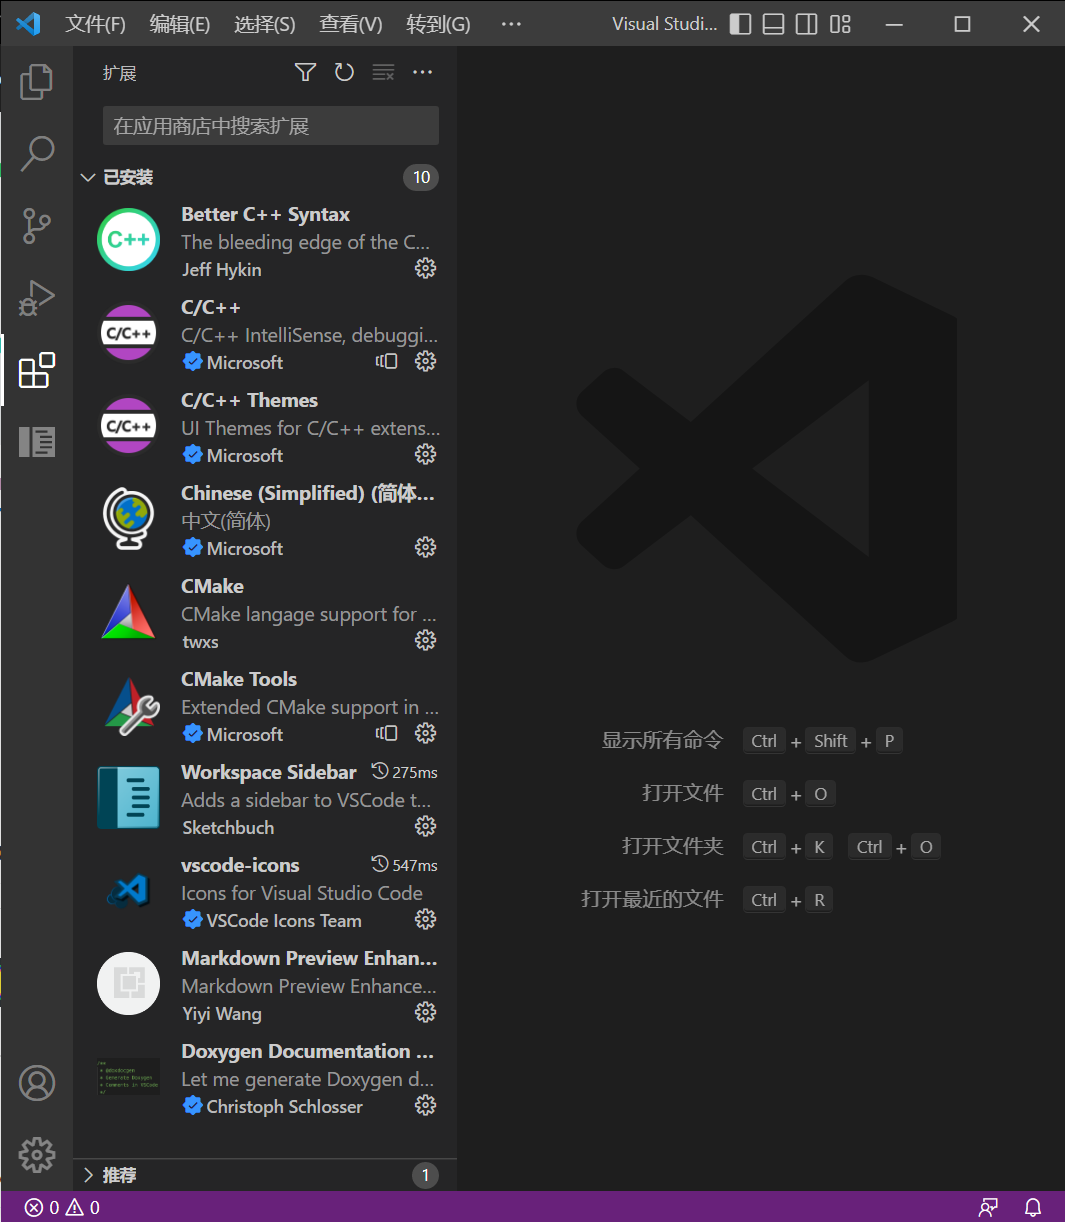 文件(F) 编辑(E) 选择(S) 查看(V) 转到(G) ··· Visual Studi...
扩展 ···
在应用商店中搜索扩展
已安装 10
C++
Better C++ Syntax
The bleeding edge of the C...
Jeff Hykin
C/C++
C/C++
C/C++ IntelliSense, debuggi...
Microsoft
C/C++
C/C++ Themes
UI Themes for C/C++ extens...
Microsoft
Chinese (Simplified) (简体...
中文(简体)
Microsoft
CMake
CMake langage support for ...
twxs
CMake Tools
Extended CMake support in ...
Microsoft
Workspace Sidebar 275ms
Adds a sidebar to VSCode t...
Sketchbuch
vscode-icons 547ms
Icons for Visual Studio Code
VSCode Icons Team
Markdown Preview Enhan...
Markdown Preview Enhance...
Yiyi Wang
Doxygen Documentation ...
Let me generate Doxygen d...
Christoph Schlosser
推荐 1
显示所有命令 Ctrl + Shift + P
打开文件 Ctrl + O
打开文件夹 Ctrl + K Ctrl + O
打开最近的文件 Ctrl + R
0 0